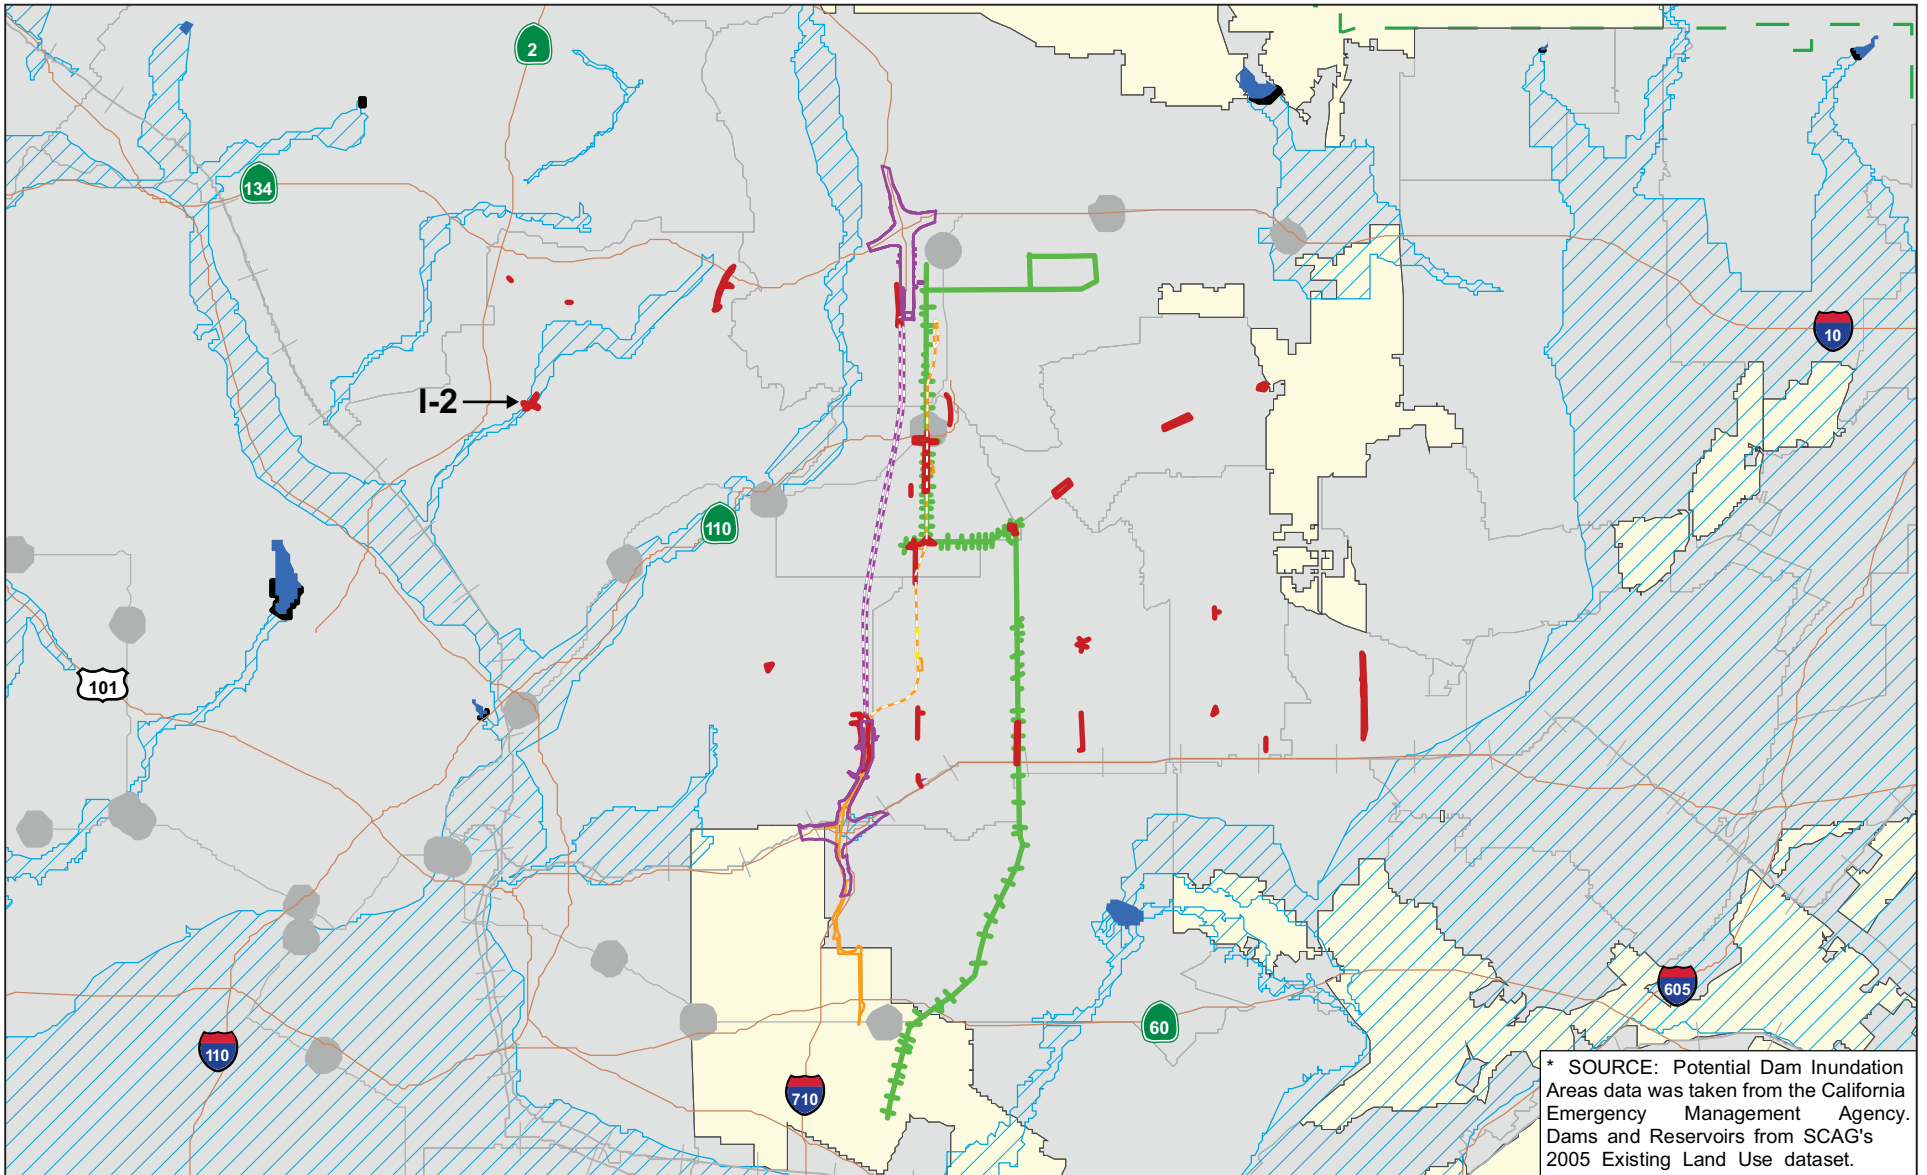 2
134
10
I-2
110
101
605
60
110
710
* SOURCE: Potential Dam Inundation
Areas data was taken from the California
Emergency Management Agency.
Dams and Reservoirs from SCAG's
2005 Existing Land Use dataset.